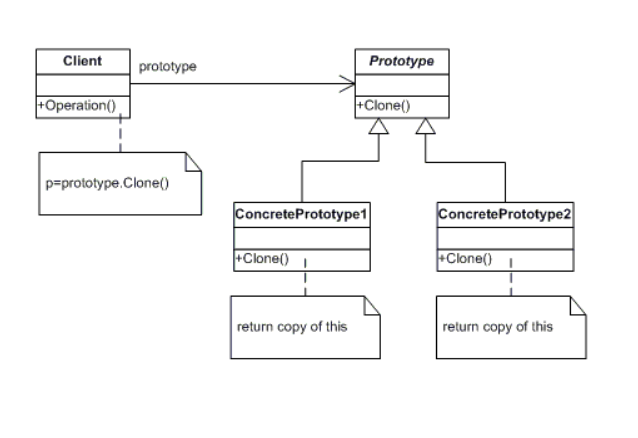 Client
prototype
Prototype
+Operation()
+Clone()
p=prototype.Clone()
ConcretePrototype1
ConcretePrototype2
+Clone()
+Clone()
return copy of this
return copy of this